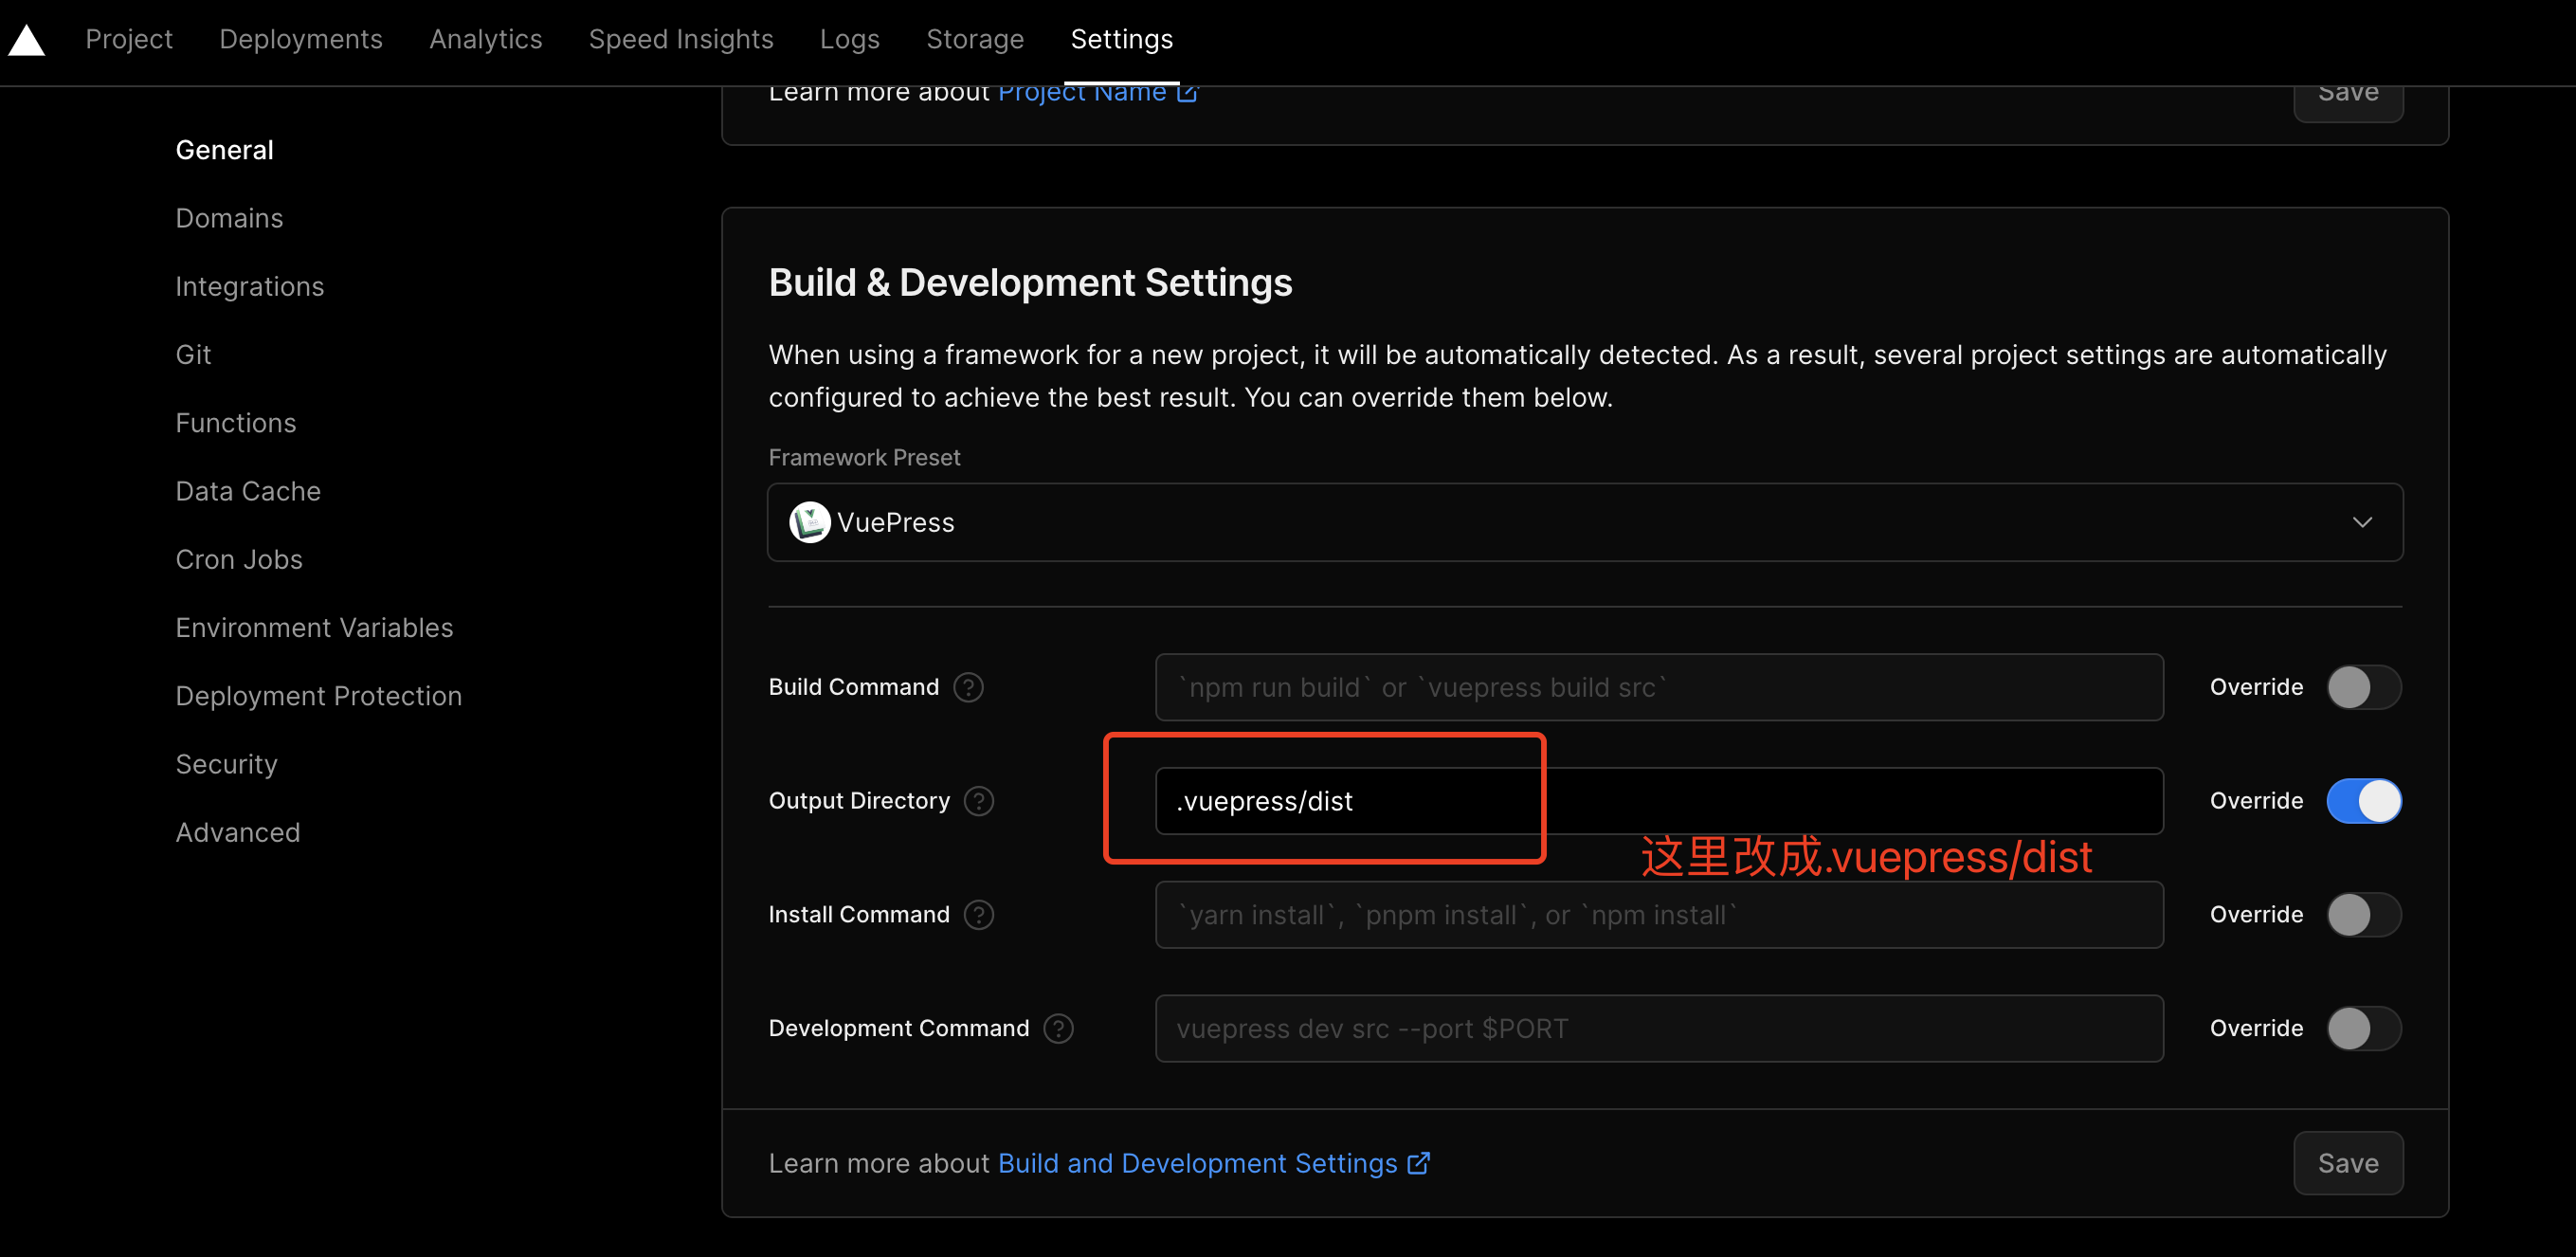 Project Deployments Analytics Speed Insights Logs Storage Settings
Learn more about Project Name Save
General
Domains
Integrations
Git
Functions
Data Cache
Cron Jobs
Environment Variables
Deployment Protection
Security
Advanced
Build & Development Settings
When using a framework for a new project, it will be automatically detected. As a result, several project settings are automatically
configured to achieve the best result. You can override them below.
Framework Preset
VuePress
Build Command ? `npm run build` or `vuepress build src` Override
Output Directory ? .vuepress/dist Override
这里改成.vuepress/dist
Install Command ? `yarn install`, `pnpm install`, or `npm install` Override
Development Command ? vuepress dev src --port $PORT Override
Learn more about Build and Development Settings Save